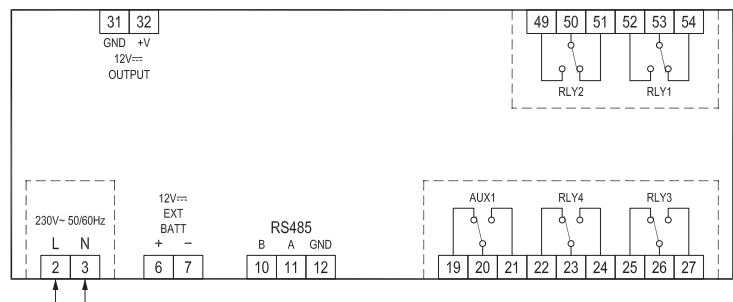 31 32
GND +V
12V⎓
OUTPUT
49 50 51 52 53 54
RLY2 RLY1
230V~ 50/60Hz
L N
2 3
12V⎓
EXT
BATT
+ −
6 7
RS485
B A GND
10 11 12
AUX1 RLY4 RLY3
19 20 21 22 23 24 25 26 27